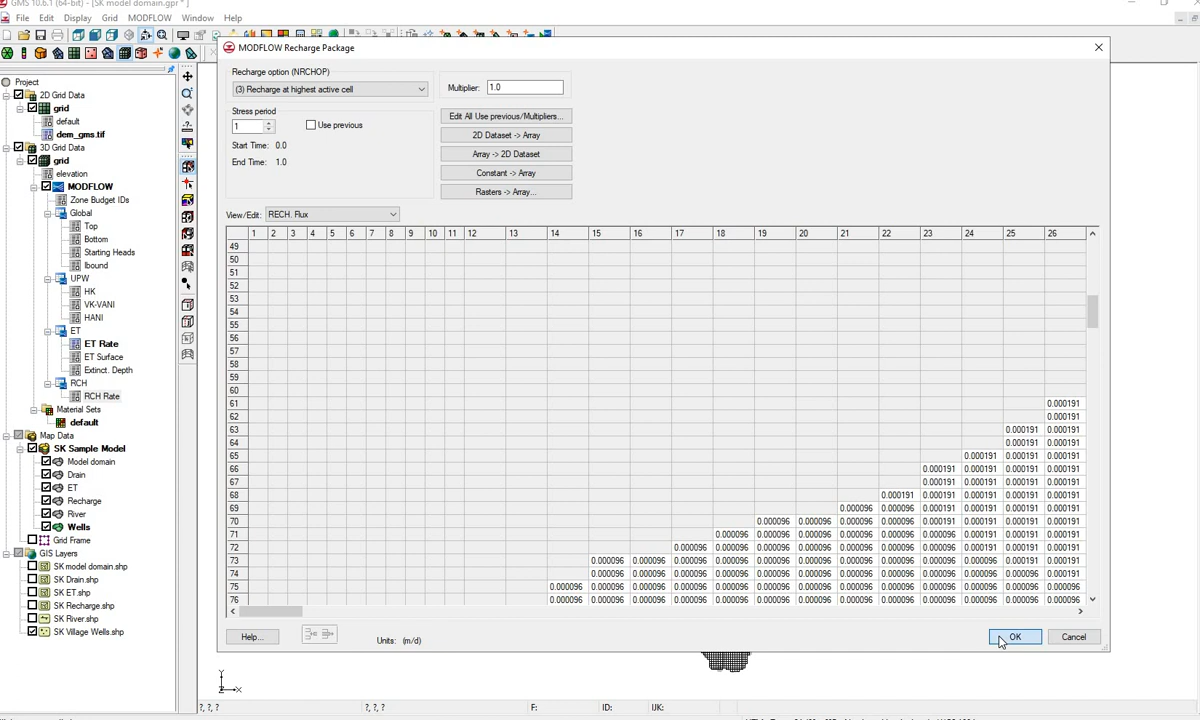 GMS 10.6.1 (64-bit) - [SK model domain.gpr *]
File Edit Display Grid MODFLOW Window Help
Project
2D Grid Data
grid
default
dem_gms.tif
3D Grid Data
grid
elevation
MODFLOW
Zone Budget IDs
Global
Top
Bottom
Starting Heads
Ibound
UPW
HK
VK-VANI
HANI
ET
ET Rate
ET Surface
Extinct. Depth
RCH
RCH Rate
Material Sets
default
Map Data
SK Sample Model
Model domain
Drain
ET
Recharge
River
Wells
Grid Frame
GIS Layers
SK model domain.shp
SK Drain.shp
SK ET.shp
SK Recharge.shp
SK River.shp
SK Village Wells.shp
MODFLOW Recharge Package
Recharge option (NRCHOP)
(3) Recharge at highest active cell
Multiplier: 1.0
Stress period
1
Use previous
Start Time: 0.0
End Time: 1.0
Edit All Use previous/Multipliers...
2D Dataset -> Array
Array -> 2D Dataset
Constant -> Array
Rasters -> Array...
View/Edit: RECH. Flux
1 2 3 4 5 6 7 8 9 10 11 12 13 14 15 16 17 18 19 20 21 22 23 24 25 26
49
50
51
52
53
54
55
56
57
58
59
60
61 0.000191
62 0.000191
63 0.000191 0.000191
64 0.000191 0.000191
65 0.000191 0.000191 0.000191
66 0.000191 0.000191 0.000191 0.000191
67 0.000191 0.000191 0.000191 0.000191
68 0.000191 0.000191 0.000191 0.000191 0.000191
69 0.000096 0.000096 0.000191 0.000191 0.000191 0.000191
70 0.000096 0.000096 0.000096 0.000096 0.000191 0.000191 0.000191 0.000191
71 0.000096 0.000096 0.000096 0.000096 0.000096 0.000096 0.000191 0.000191 0.000191
72 0.000096 0.000096 0.000096 0.000096 0.000096 0.000096 0.000096 0.000191 0.000191 0.000191
73 0.000096 0.000096 0.000096 0.000096 0.000096 0.000096 0.000096 0.000096 0.000096 0.000096 0.000191 0.000191
74 0.000096 0.000096 0.000096 0.000096 0.000096 0.000096 0.000096 0.000096 0.000096 0.000096 0.000096 0.000191
75 0.000096 0.000096 0.000096 0.000096 0.000096 0.000096 0.000096 0.000096 0.000096 0.000096 0.000096 0.000096 0.000096
76 0.000096 0.000096 0.000096 0.000096 0.000096 0.000096 0.000096 0.000096 0.000096 0.000096 0.000096 0.000096 0.000096
Help...
Units: (m/d)
OK
Cancel
Y
Z X
?, ?, ? ?, ?, ? F: ID: IJK: